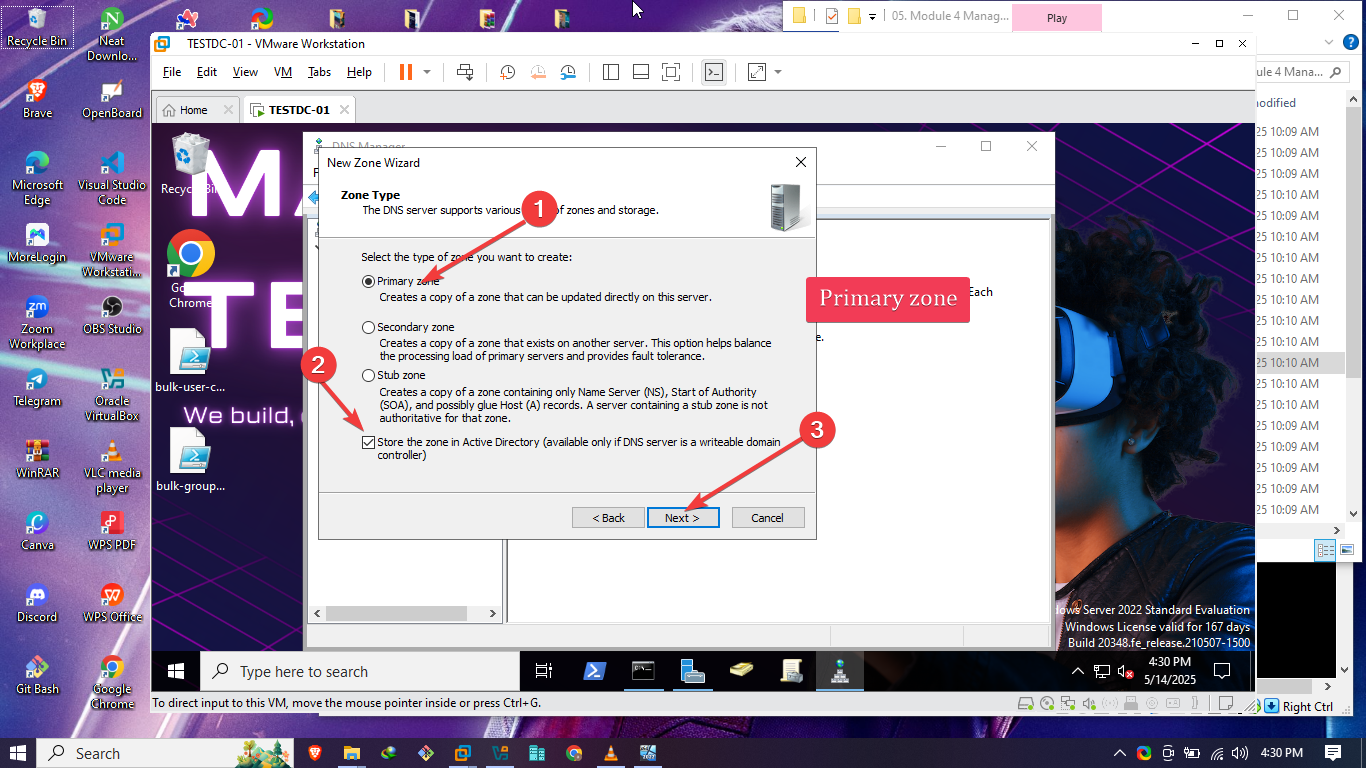 05. Module 4 Manag...
Play
TESTDC-01 - VMware Workstation
File Edit View VM Tabs Help
Home
TESTDC-01
ule 4 Mana...
odified
Recycle Bin
Neat Downlo...
Brave
OpenBoard
Microsoft Edge
Visual Studio Code
MoreLogin
VMware Workstati...
Zoom Workplace
OBS Studio
Telegram
Oracle VirtualBox
WinRAR
VLC media player
Canva
WPS PDF
Discord
WPS Office
Git Bash
Google Chrome
bulk-user-c...
We build,
bulk-group...
DNS Manager
New Zone Wizard
Zone Type
The DNS server supports various
of zones and storage.
1
Select the type of zone you want to create:
Primary zone
Creates a copy of a zone that can be updated directly on this server.
Secondary zone
Creates a copy of a zone that exists on another server. This option helps balance
the processing load of primary servers and provides fault tolerance.
2
Stub zone
Creates a copy of a zone containing only Name Server (NS), Start of Authority
(SOA), and possibly glue Host (A) records. A server containing a stub zone is not
authoritative for that zone.
3
Store the zone in Active Directory (available only if DNS server is a writeable domain
controller)
< Back
Next >
Cancel
Primary zone
Each
e.
25 10:09 AM
25 10:09 AM
25 10:09 AM
25 10:10 AM
25 10:10 AM
25 10:10 AM
25 10:10 AM
25 10:10 AM
25 10:10 AM
25 10:10 AM
25 10:10 AM
25 10:10 AM
25 10:10 AM
25 10:09 AM
25 10:09 AM
25 10:09 AM
25 10:09 AM
25 10:09 AM
25 10:09 AM
dows Server 2022 Standard Evaluation
Windows License valid for 167 days
Build 20348.fe_release.210507-1500
Type here to search
4:30 PM
5/14/2025
To direct input to this VM, move the mouse pointer inside or press Ctrl+G.
Right Ctrl
Search
4:30 PM